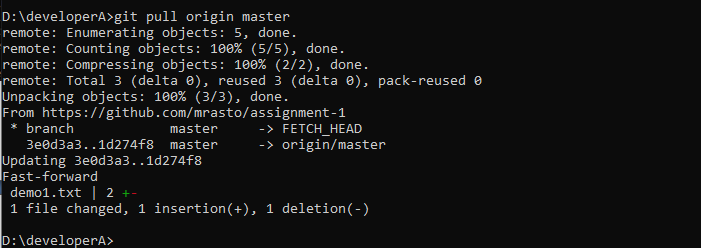 D:\developerA>git pull origin master
remote: Enumerating objects: 5, done.
remote: Counting objects: 100% (5/5), done.
remote: Compressing objects: 100% (2/2), done.
remote: Total 3 (delta 0), reused 3 (delta 0), pack-reused 0
Unpacking objects: 100% (3/3), done.
From https://github.com/mrasto/assignment-1
 * branch            master     -> FETCH_HEAD
   3e0d3a3..1d274f8  master     -> origin/master
Updating 3e0d3a3..1d274f8
Fast-forward
 demo1.txt | 2 +-
 1 file changed, 1 insertion(+), 1 deletion(-)
D:\developerA>